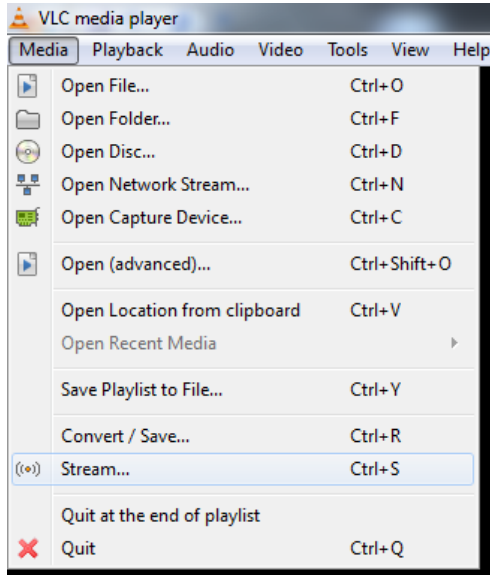 VLC media player
Media Playback Audio Video Tools View Help
Open File... Ctrl+O
Open Folder... Ctrl+F
Open Disc... Ctrl+D
Open Network Stream... Ctrl+N
Open Capture Device... Ctrl+C
Open (advanced)... Ctrl+Shift+O
Open Location from clipboard Ctrl+V
Open Recent Media
Save Playlist to File... Ctrl+Y
Convert / Save... Ctrl+R
Stream... Ctrl+S
Quit at the end of playlist
Quit Ctrl+Q